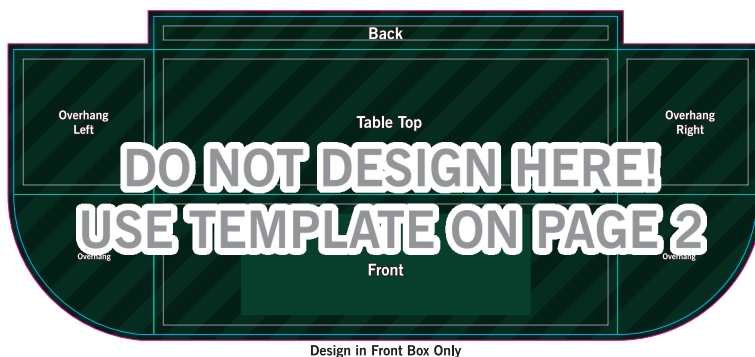 Back
Overhang
Left
Table Top
Overhang
Right
DO NOT DESIGN HERE!
USE TEMPLATE ON PAGE 2
Overhang
Front
Overhang
Design in Front Box Only